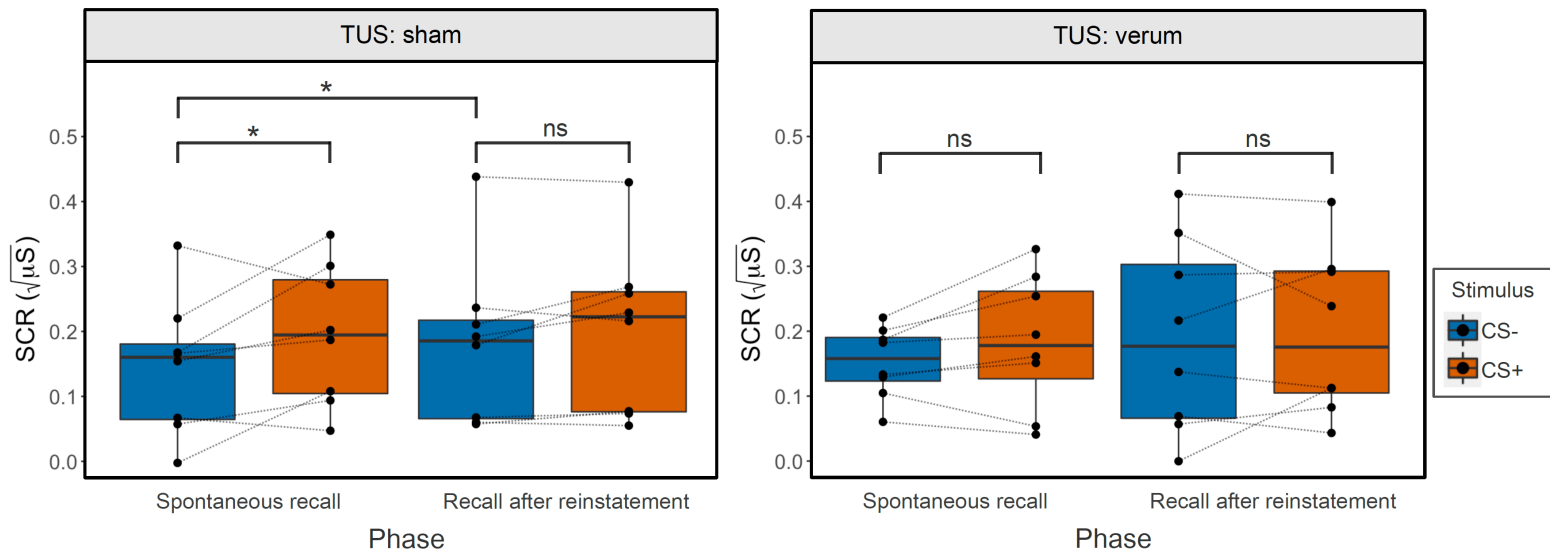 TUS: sham
TUS: verum
*
*
ns
ns
ns
0.5
0.4
0.3
0.2
0.1
0.0
SCR (√μS)
0.5
0.4
0.3
0.2
0.1
0.0
SCR (√μS)
Spontaneous recall
Recall after reinstatement
Phase
Spontaneous recall
Recall after reinstatement
Phase
Stimulus
CS-
CS+